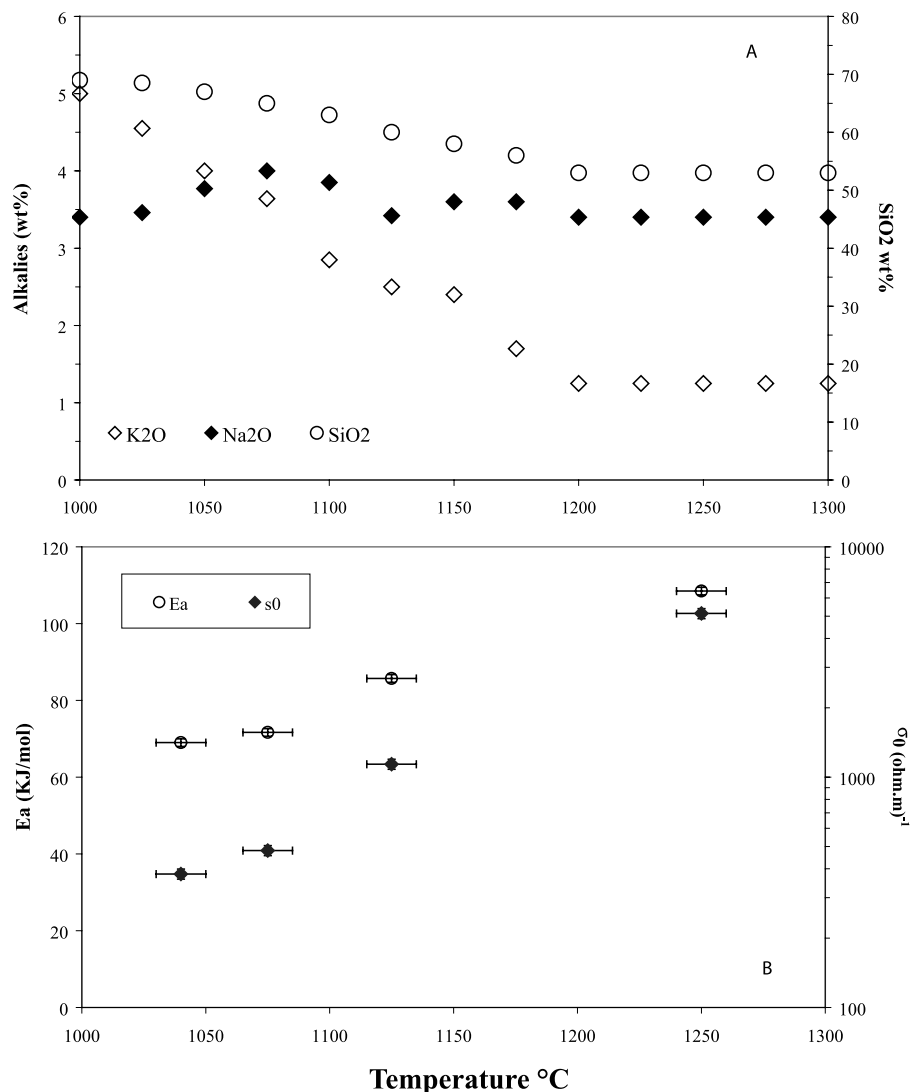 A
6
5
4
3
2
1
0
Alkalies (wt%)
80
70
60
50
40
30
20
10
0
SiO2 wt%
K2O Na2O SiO2
1000 1050 1100 1150 1200 1250 1300
120
100
80
60
40
20
0
Ea (KJ/mol)
Ea s0
10000
1000
100
σ0 (ohm.m)-1
B
1000 1050 1100 1150 1200 1250 1300
Temperature °C